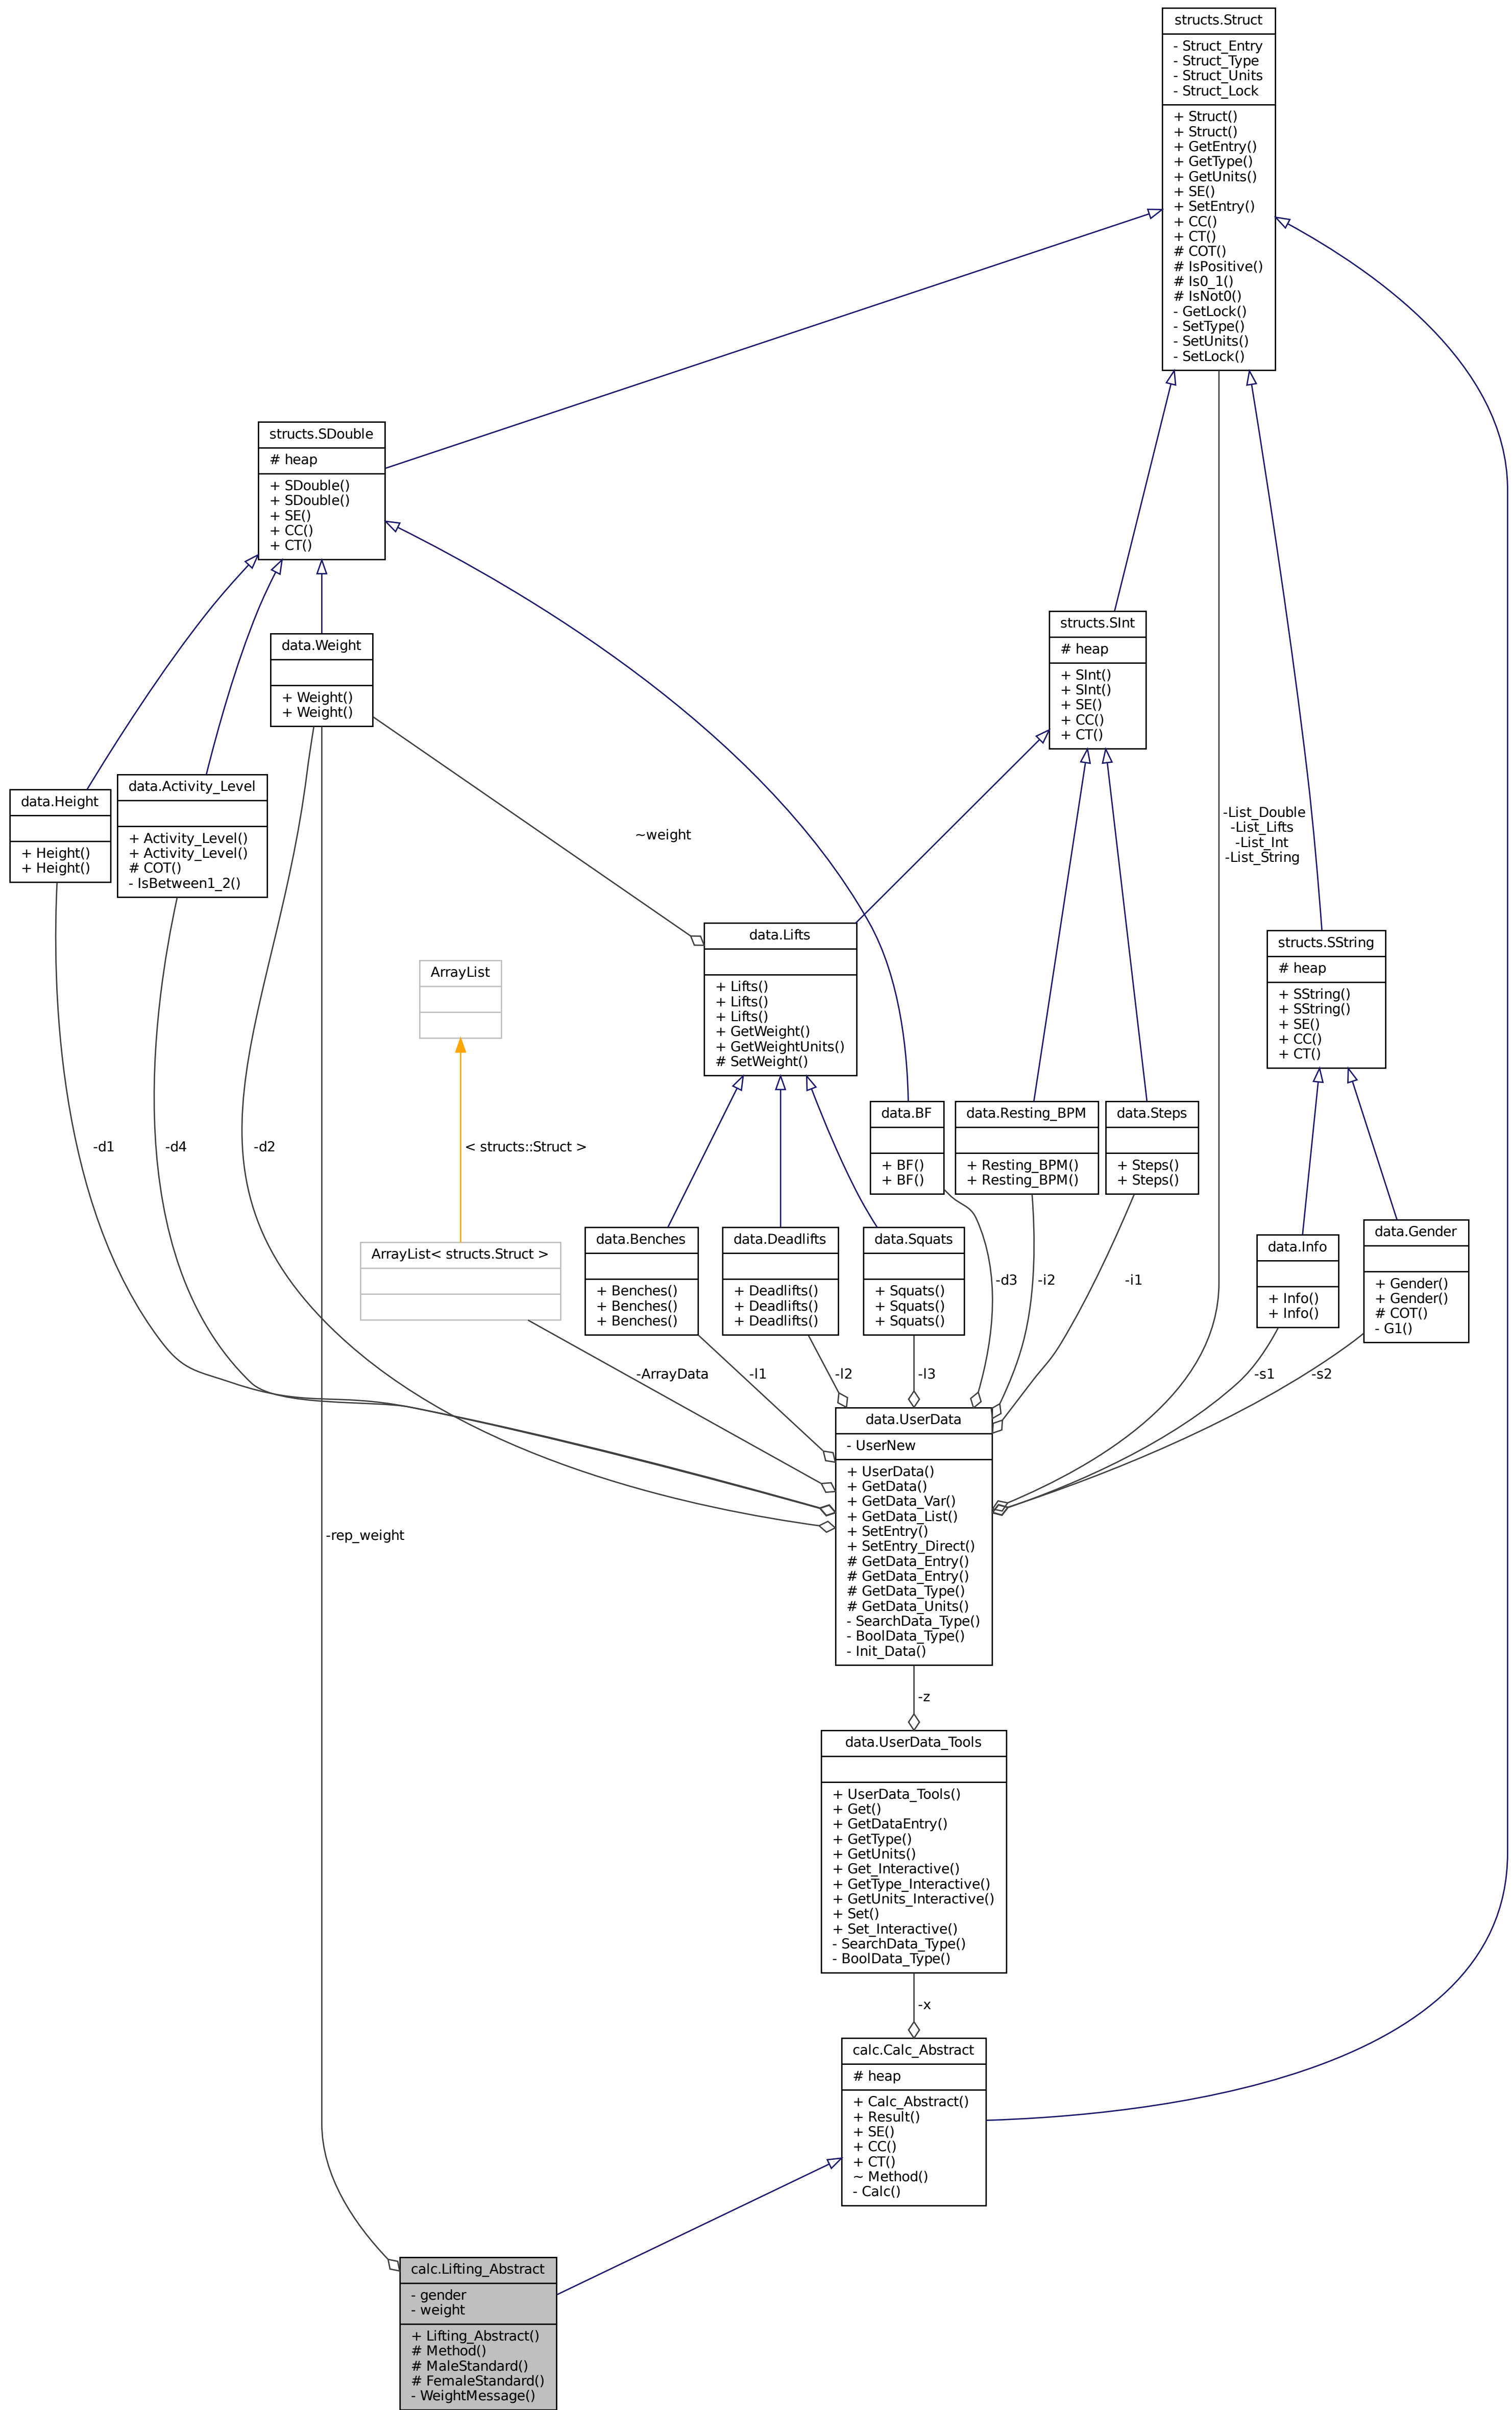 structs.Struct
- Struct_Entry
- Struct_Type
- Struct_Units
- Struct_Lock
+ Struct()
+ Struct()
+ GetEntry()
+ GetType()
+ GetUnits()
+ SE()
+ SetEntry()
+ CC()
+ CT()
# COT()
# IsPositive()
# Is0_1()
# IsNot0()
- GetLock()
- SetType()
- SetUnits()
- SetLock()
structs.SDouble
# heap
+ SDouble()
+ SDouble()
+ SE()
+ CC()
+ CT()
structs.SInt
# heap
+ SInt()
+ SInt()
+ SE()
+ CC()
+ CT()
data.Weight
+ Weight()
+ Weight()
data.Height
+ Height()
+ Height()
data.Activity_Level
+ Activity_Level()
+ Activity_Level()
# COT()
- IsBetween1_2()
~weight
-List_Double
-List_Lifts
-List_Int
-List_String
data.Lifts
+ Lifts()
+ Lifts()
+ Lifts()
+ GetWeight()
+ GetWeightUnits()
# SetWeight()
structs.SString
# heap
+ SString()
+ SString()
+ SE()
+ CC()
+ CT()
ArrayList
data.BF
+ BF()
+ BF()
data.Resting_BPM
+ Resting_BPM()
+ Resting_BPM()
data.Steps
+ Steps()
+ Steps()
-d1
-d4
-d2
< structs::Struct >
ArrayList< structs.Struct >
data.Benches
+ Benches()
+ Benches()
+ Benches()
data.Deadlifts
+ Deadlifts()
+ Deadlifts()
+ Deadlifts()
data.Squats
+ Squats()
+ Squats()
+ Squats()
-d3
-i2
-i1
data.Info
+ Info()
+ Info()
data.Gender
+ Gender()
+ Gender()
# COT()
- G1()
-ArrayData
-l1
-l2
-l3
-s1
-s2
data.UserData
- UserNew
+ UserData()
+ GetData()
+ GetData_Var()
+ GetData_List()
+ SetEntry()
+ SetEntry_Direct()
# GetData_Entry()
# GetData_Entry()
# GetData_Type()
# GetData_Units()
- SearchData_Type()
- BoolData_Type()
- Init_Data()
-rep_weight
-z
data.UserData_Tools
+ UserData_Tools()
+ Get()
+ GetDataEntry()
+ GetType()
+ GetUnits()
+ Get_Interactive()
+ GetType_Interactive()
+ GetUnits_Interactive()
+ Set()
+ Set_Interactive()
- SearchData_Type()
- BoolData_Type()
-x
calc.Calc_Abstract
# heap
+ Calc_Abstract()
+ Result()
+ SE()
+ CC()
+ CT()
~ Method()
- Calc()
calc.Lifting_Abstract
- gender
- weight
+ Lifting_Abstract()
# Method()
# MaleStandard()
# FemaleStandard()
- WeightMessage()